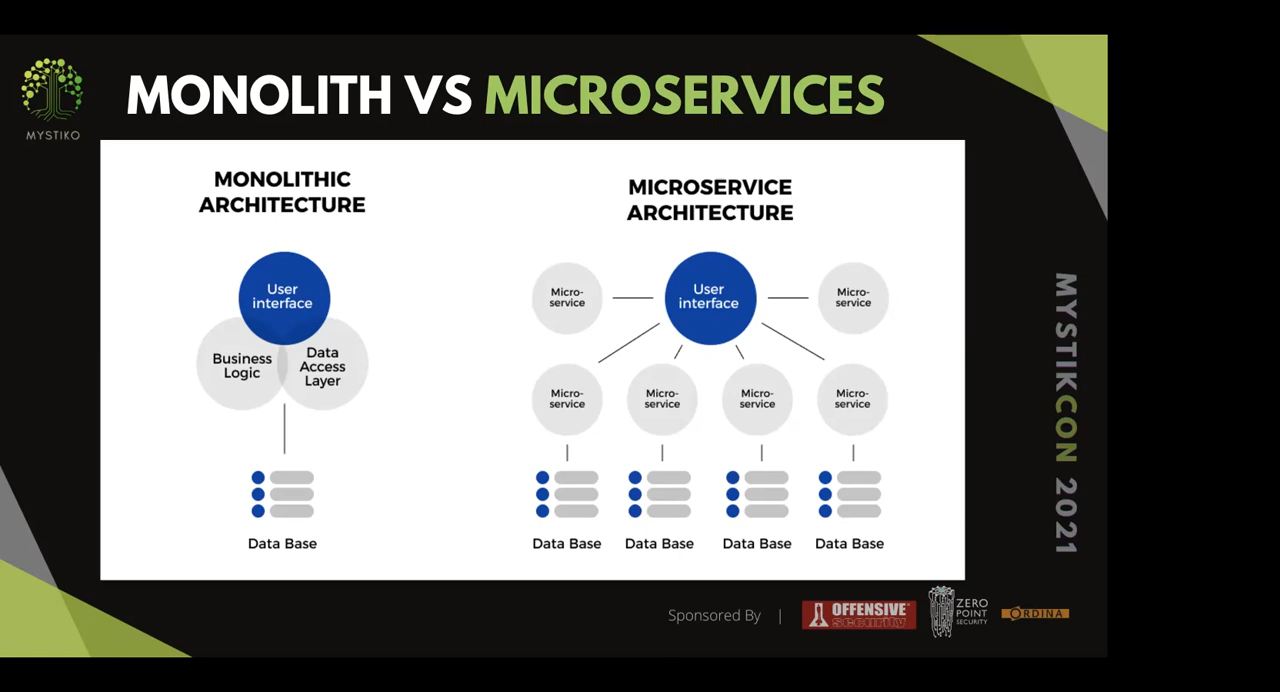 MYSTIKO
MONOLITH VS MICROSERVICES
MONOLITHIC
ARCHITECTURE
User
interface
Business
Logic
Data
Access
Layer
Data Base
MICROSERVICE
ARCHITECTURE
Micro-
service
User
interface
Micro-
service
Micro-
service
Micro-
service
Micro-
service
Micro-
service
Data Base
Data Base
Data Base
Data Base
MYSTIKCON 2021
Sponsored By |
OFFENSIVE
security
ZERO
POINT
SECURITY
ORDINA